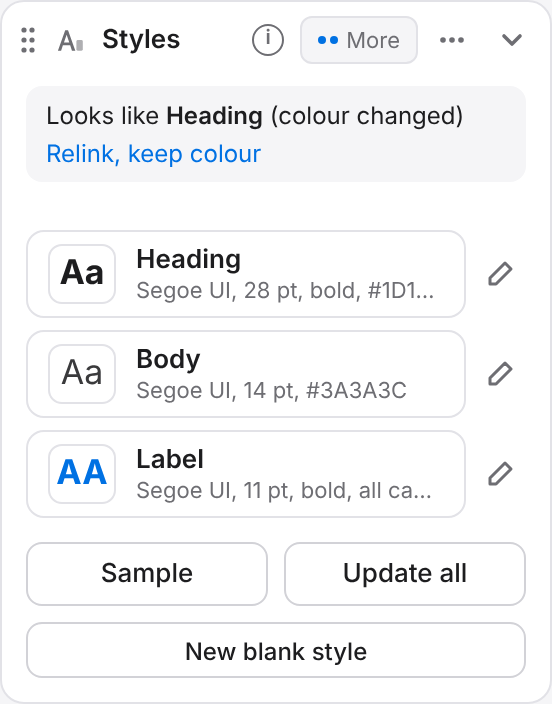 Styles
More
Looks like Heading (colour changed)
Relink, keep colour
Aa
Heading
Segoe UI, 28 pt, bold, #1D1...
Aa
Body
Segoe UI, 14 pt, #3A3A3C
AA
Label
Segoe UI, 11 pt, bold, all ca...
Sample
Update all
New blank style